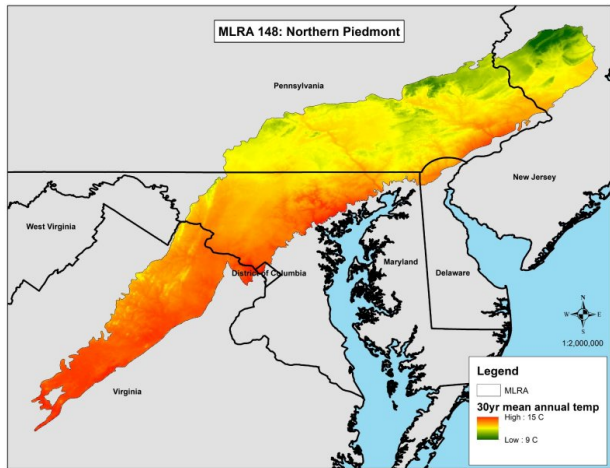 MLRA 148: Northern Piedmont
Pennsylvania
New Jersey
West Virginia
Maryland
Delaware
District of Columbia
Virginia
N
W
E
S
1:2,000,000
Legend
MLRA
30yr mean annual temp
High : 15 C
Low : 9 C